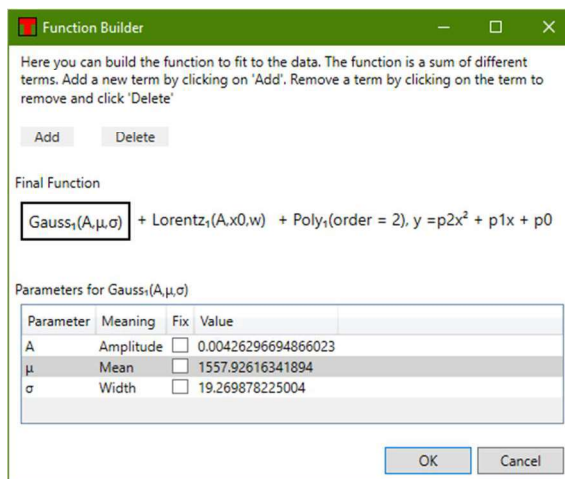 Function Builder
Here you can build the function to fit to the data. The function is a sum of different
terms. Add a new term by clicking on 'Add'. Remove a term by clicking on the term to
remove and click 'Delete'
Add Delete
Final Function
Gauss₁(A,μ,σ) + Lorentz₁(A,x0,w) + Poly₁(order = 2), y =p2x² + p1x + p0
Parameters for Gauss₁(A,μ,σ)
Parameter Meaning Fix Value
A Amplitude 0.00426296694866023
μ Mean 1557.92616341894
σ Width 19.269878225004
OK Cancel